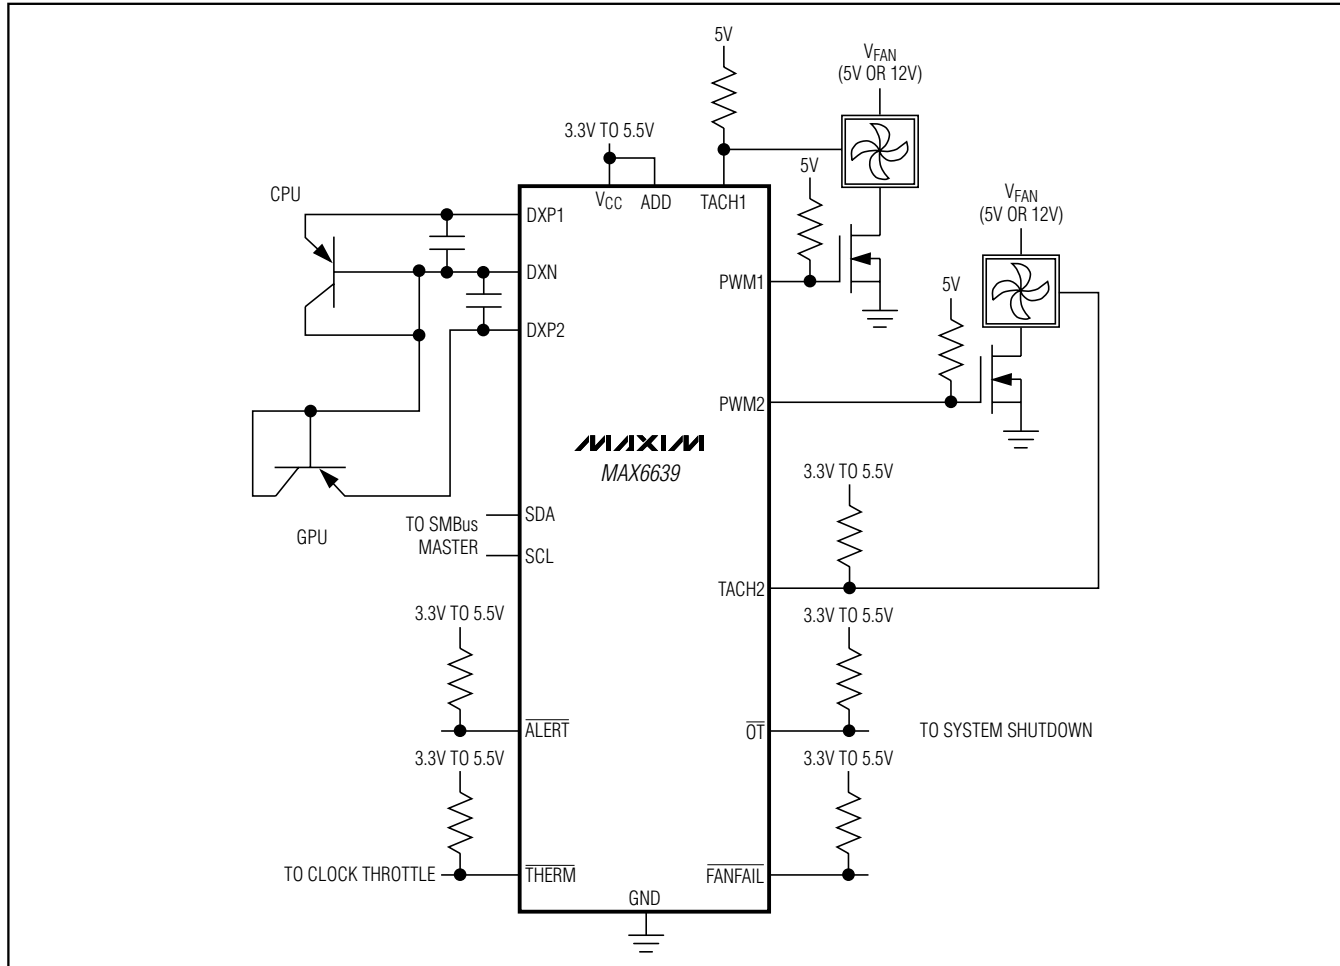 5V
VFAN
(5V OR 12V)
3.3V TO 5.5V
5V
CPU
VCC
ADD
TACH1
VFAN
(5V OR 12V)
DXP1
DXN
PWM1
5V
DXP2
PWM2
MAXIM
MAX6639
3.3V TO 5.5V
SDA
TO SMBus
MASTER
GPU
SCL
TACH2
3.3V TO 5.5V
3.3V TO 5.5V
ALERT
OT
TO SYSTEM SHUTDOWN
3.3V TO 5.5V
3.3V TO 5.5V
TO CLOCK THROTTLE
THERM
FANFAIL
GND